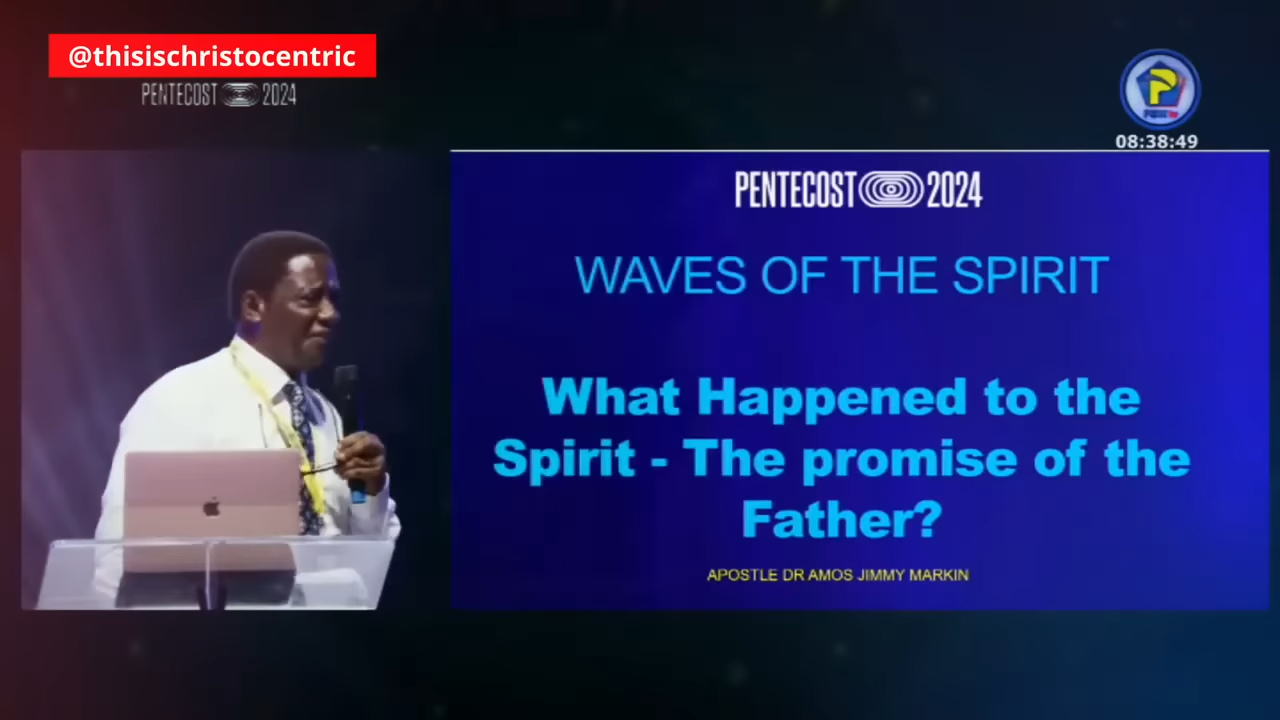 @thisischristocentric
PENTECOST 2024
08:38:49
PENTECOST 2024
WAVES OF THE SPIRIT
What Happened to the
Spirit - The promise of the
Father?
APOSTLE DR AMOS JIMMY MARKIN